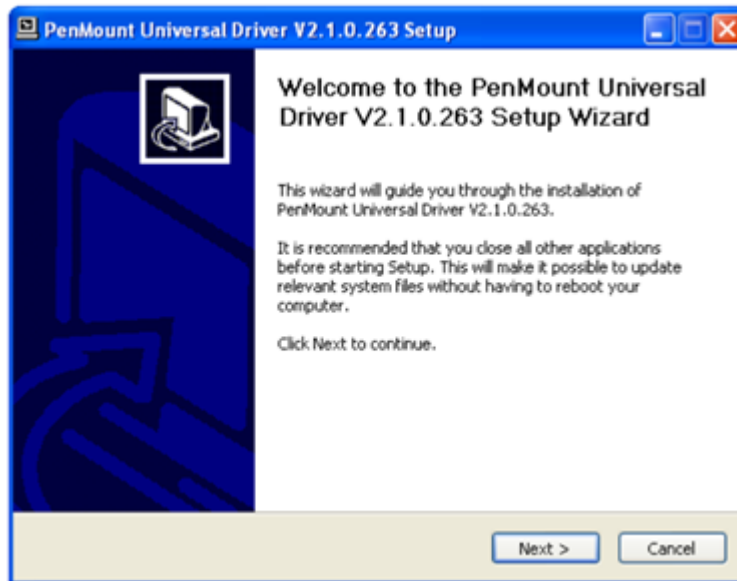 PenMount Universal Driver V2.1.0.263 Setup
Welcome to the PenMount Universal
Driver V2.1.0.263 Setup Wizard
This wizard will guide you through the installation of
PenMount Universal Driver V2.1.0.263.
It is recommended that you close all other applications
before starting Setup. This will make it possible to update
relevant system files without having to reboot your
computer.
Click Next to continue.
Next >
Cancel